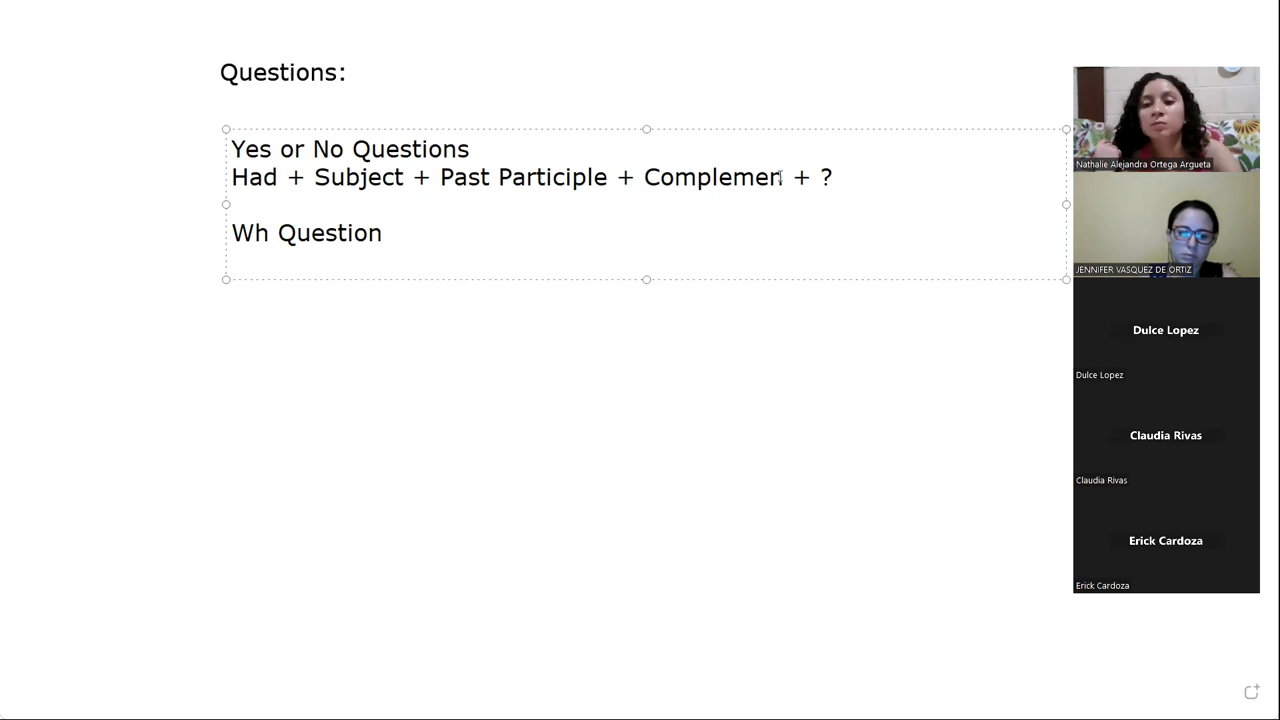 Questions:
Yes or No Questions
Had + Subject + Past Participle + Complemen + ?
Wh Question
Nathalie Alejandra Ortega Argueta
JENNIFER VASQUEZ DE ORTIZ
Dulce Lopez
Dulce Lopez
Claudia Rivas
Claudia Rivas
Erick Cardoza
Erick Cardoza